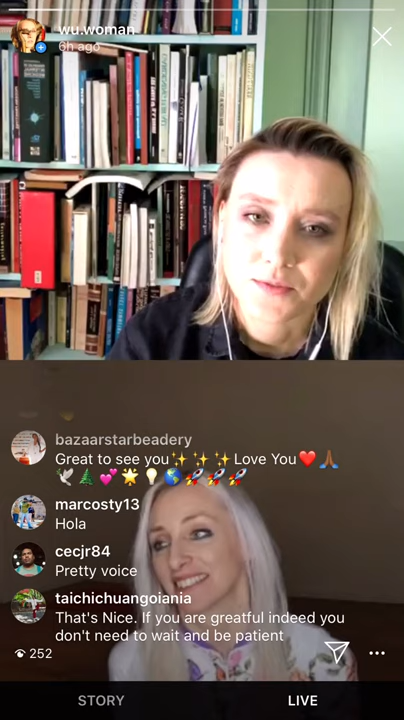 wu.woman
6h ago
bazaarstarbeadery
Great to see you✨ ✨ ✨Love You❤️🙏🏾
🕊🎄💕🌟💡🌎🚀🚀🚀
marcosty13
Hola
cecjr84
Pretty voice
taichichuangoiania
That's Nice. If you are greatful indeed you
don't need to wait and be patient
252
STORY
LIVE